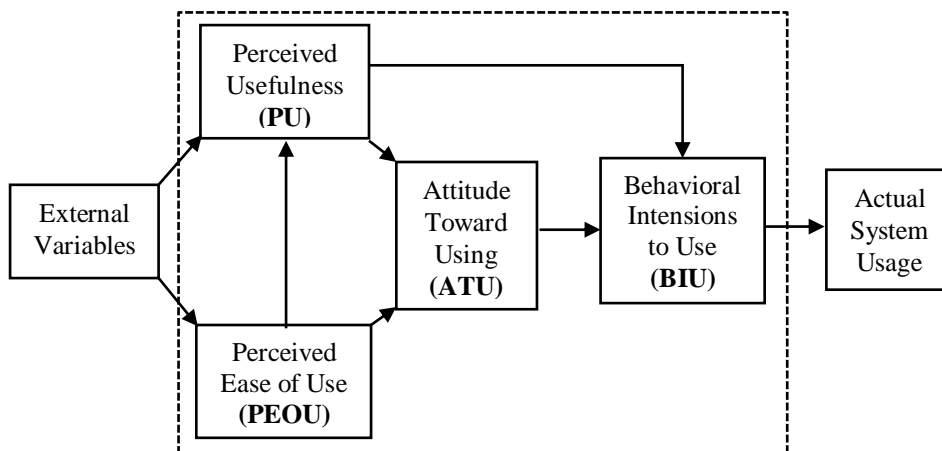 Perceived
Usefulness
(PU)
External
Variables
Attitude
Toward
Using
(ATU)
Behavioral
Intensions
to Use
(BIU)
Actual
System
Usage
Perceived
Ease of Use
(PEOU)